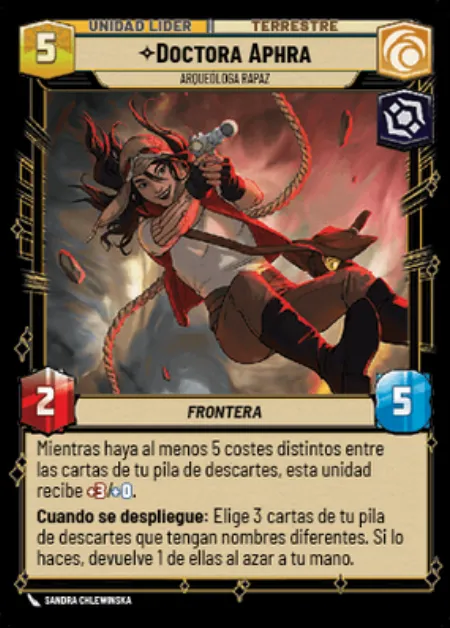 UNIDAD LÍDER
TERRESTRE
5
DOCTORA APHRA
ARQUEÓLOGA RAPAZ
2
FRONTERA
5
Mientras haya al menos 5 costes distintos entre
las cartas de tu pila de descartes, esta unidad
recibe +3/+0.
Cuando se despliegue: Elige 3 cartas de tu pila
de descartes que tengan nombres diferentes. Si lo
haces, devuelve 1 de ellas al azar a tu mano.
SANDRA CHLEWINSKA